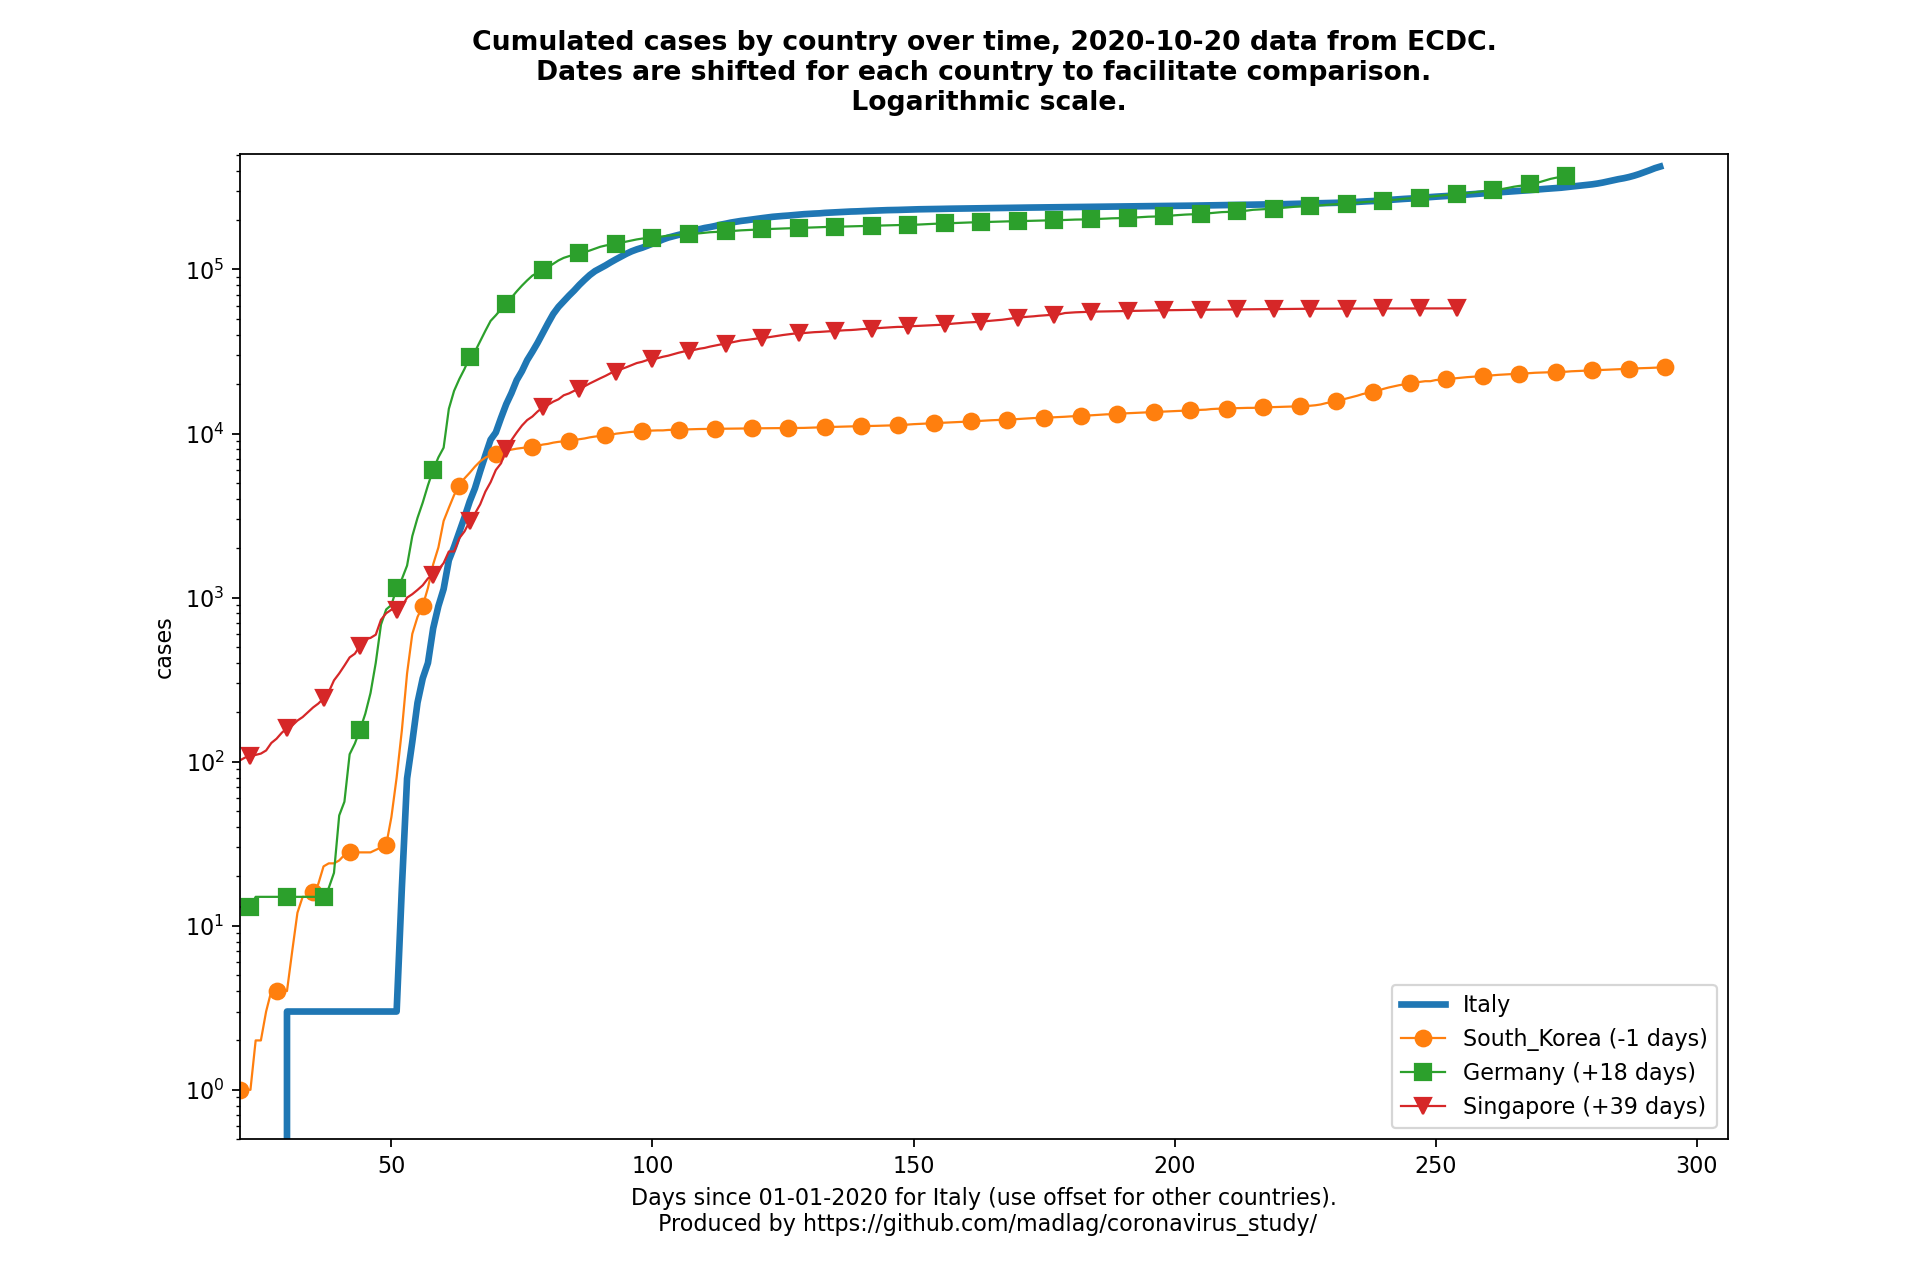 Cumulated cases by country over time, 2020-10-20 data from ECDC.
Dates are shifted for each country to facilitate comparison.
Logarithmic scale.
10^5
10^4
10^3
10^2
10^1
10^0
cases
Italy
South_Korea (-1 days)
Germany (+18 days)
Singapore (+39 days)
50 100 150 200 250 300
Days since 01-01-2020 for Italy (use offset for other countries).
Produced by https://github.com/madlag/coronavirus_study/